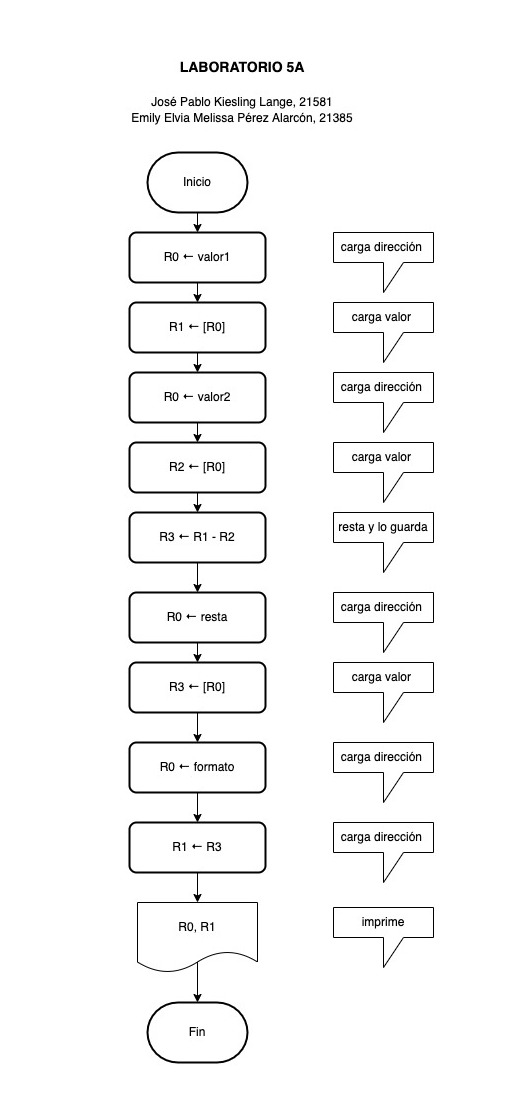 LABORATORIO 5A
José Pablo Kiesling Lange, 21581
Emily Elvia Melissa Pérez Alarcón, 21385
Inicio
R0 ← valor1
carga dirección
R1 ← [R0]
carga valor
R0 ← valor2
carga dirección
R2 ← [R0]
carga valor
R3 ← R1 - R2
resta y lo guarda
R0 ← resta
carga dirección
R3 ← [R0]
carga valor
R0 ← formato
carga dirección
R1 ← R3
carga dirección
R0, R1
imprime
Fin